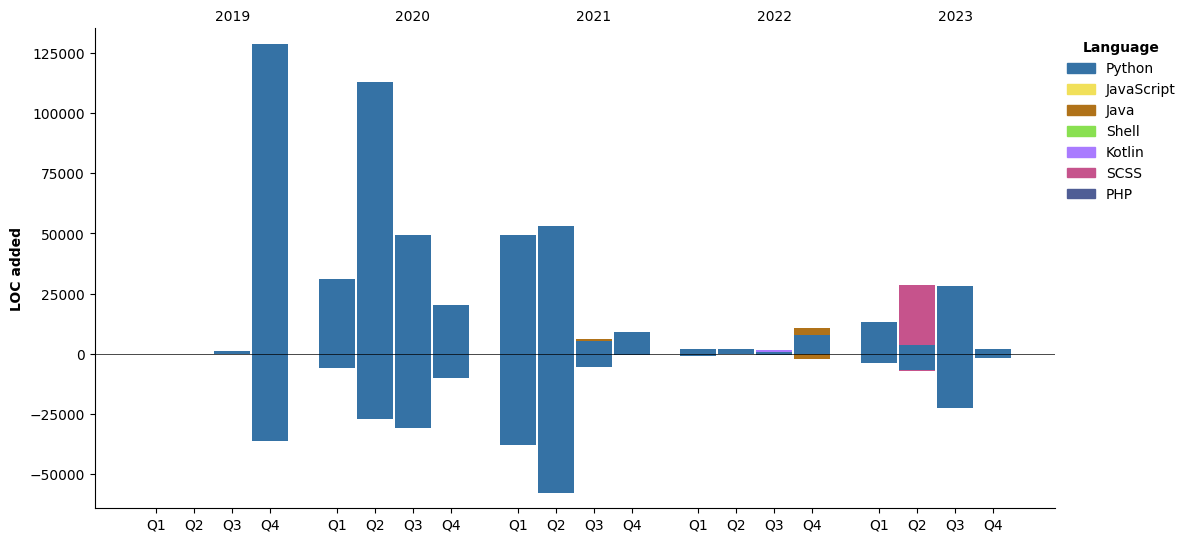 2019 2020 2021 2022 2023
Language
Python
JavaScript
Java
Shell
Kotlin
SCSS
PHP
LOC added
125000
100000
75000
50000
25000
0
−25000
−50000
Q1 Q2 Q3 Q4 Q1 Q2 Q3 Q4 Q1 Q2 Q3 Q4 Q1 Q2 Q3 Q4 Q1 Q2 Q3 Q4